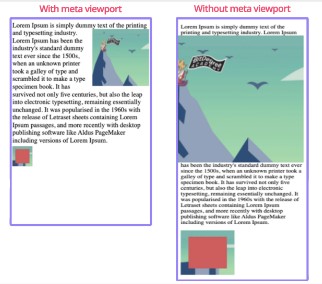 With meta viewport
Lorem Ipsum is simply dummy text of the printing
and typesetting industry.
Lorem Ipsum has been the
industry's standard dummy
text ever since the 1500s,
when an unknown printer
took a galley of type and
scrambled it to make a type
specimen book. It has
survived not only five centuries, but also the leap
into electronic typesetting, remaining essentially
unchanged. It was popularised in the 1960s with
the release of Letraset sheets containing Lorem
Ipsum passages, and more recently with desktop
publishing software like Aldus PageMaker
including versions of Lorem Ipsum.
Without meta viewport
Lorem Ipsum is simply dummy text of the
printing and typesetting industry. Lorem Ipsum
has been the industry's standard dummy text ever
since the 1500s, when an unknown printer took a
galley of type and scrambled it to make a type
specimen book. It has survived not only five
centuries, but also the leap into electronic
typesetting, remaining essentially unchanged. It
was popularised in the 1960s with the release of
Letraset sheets containing Lorem Ipsum
passages, and more recently with desktop
publishing software like Aldus PageMaker
including versions of Lorem Ipsum.